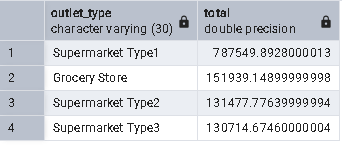 outlet_type total
character varying (30) double precision
1 Supermarket Type1 787549.8928000013
2 Grocery Store 151939.14899999998
3 Supermarket Type2 131477.77639999994
4 Supermarket Type3 130714.67460000004